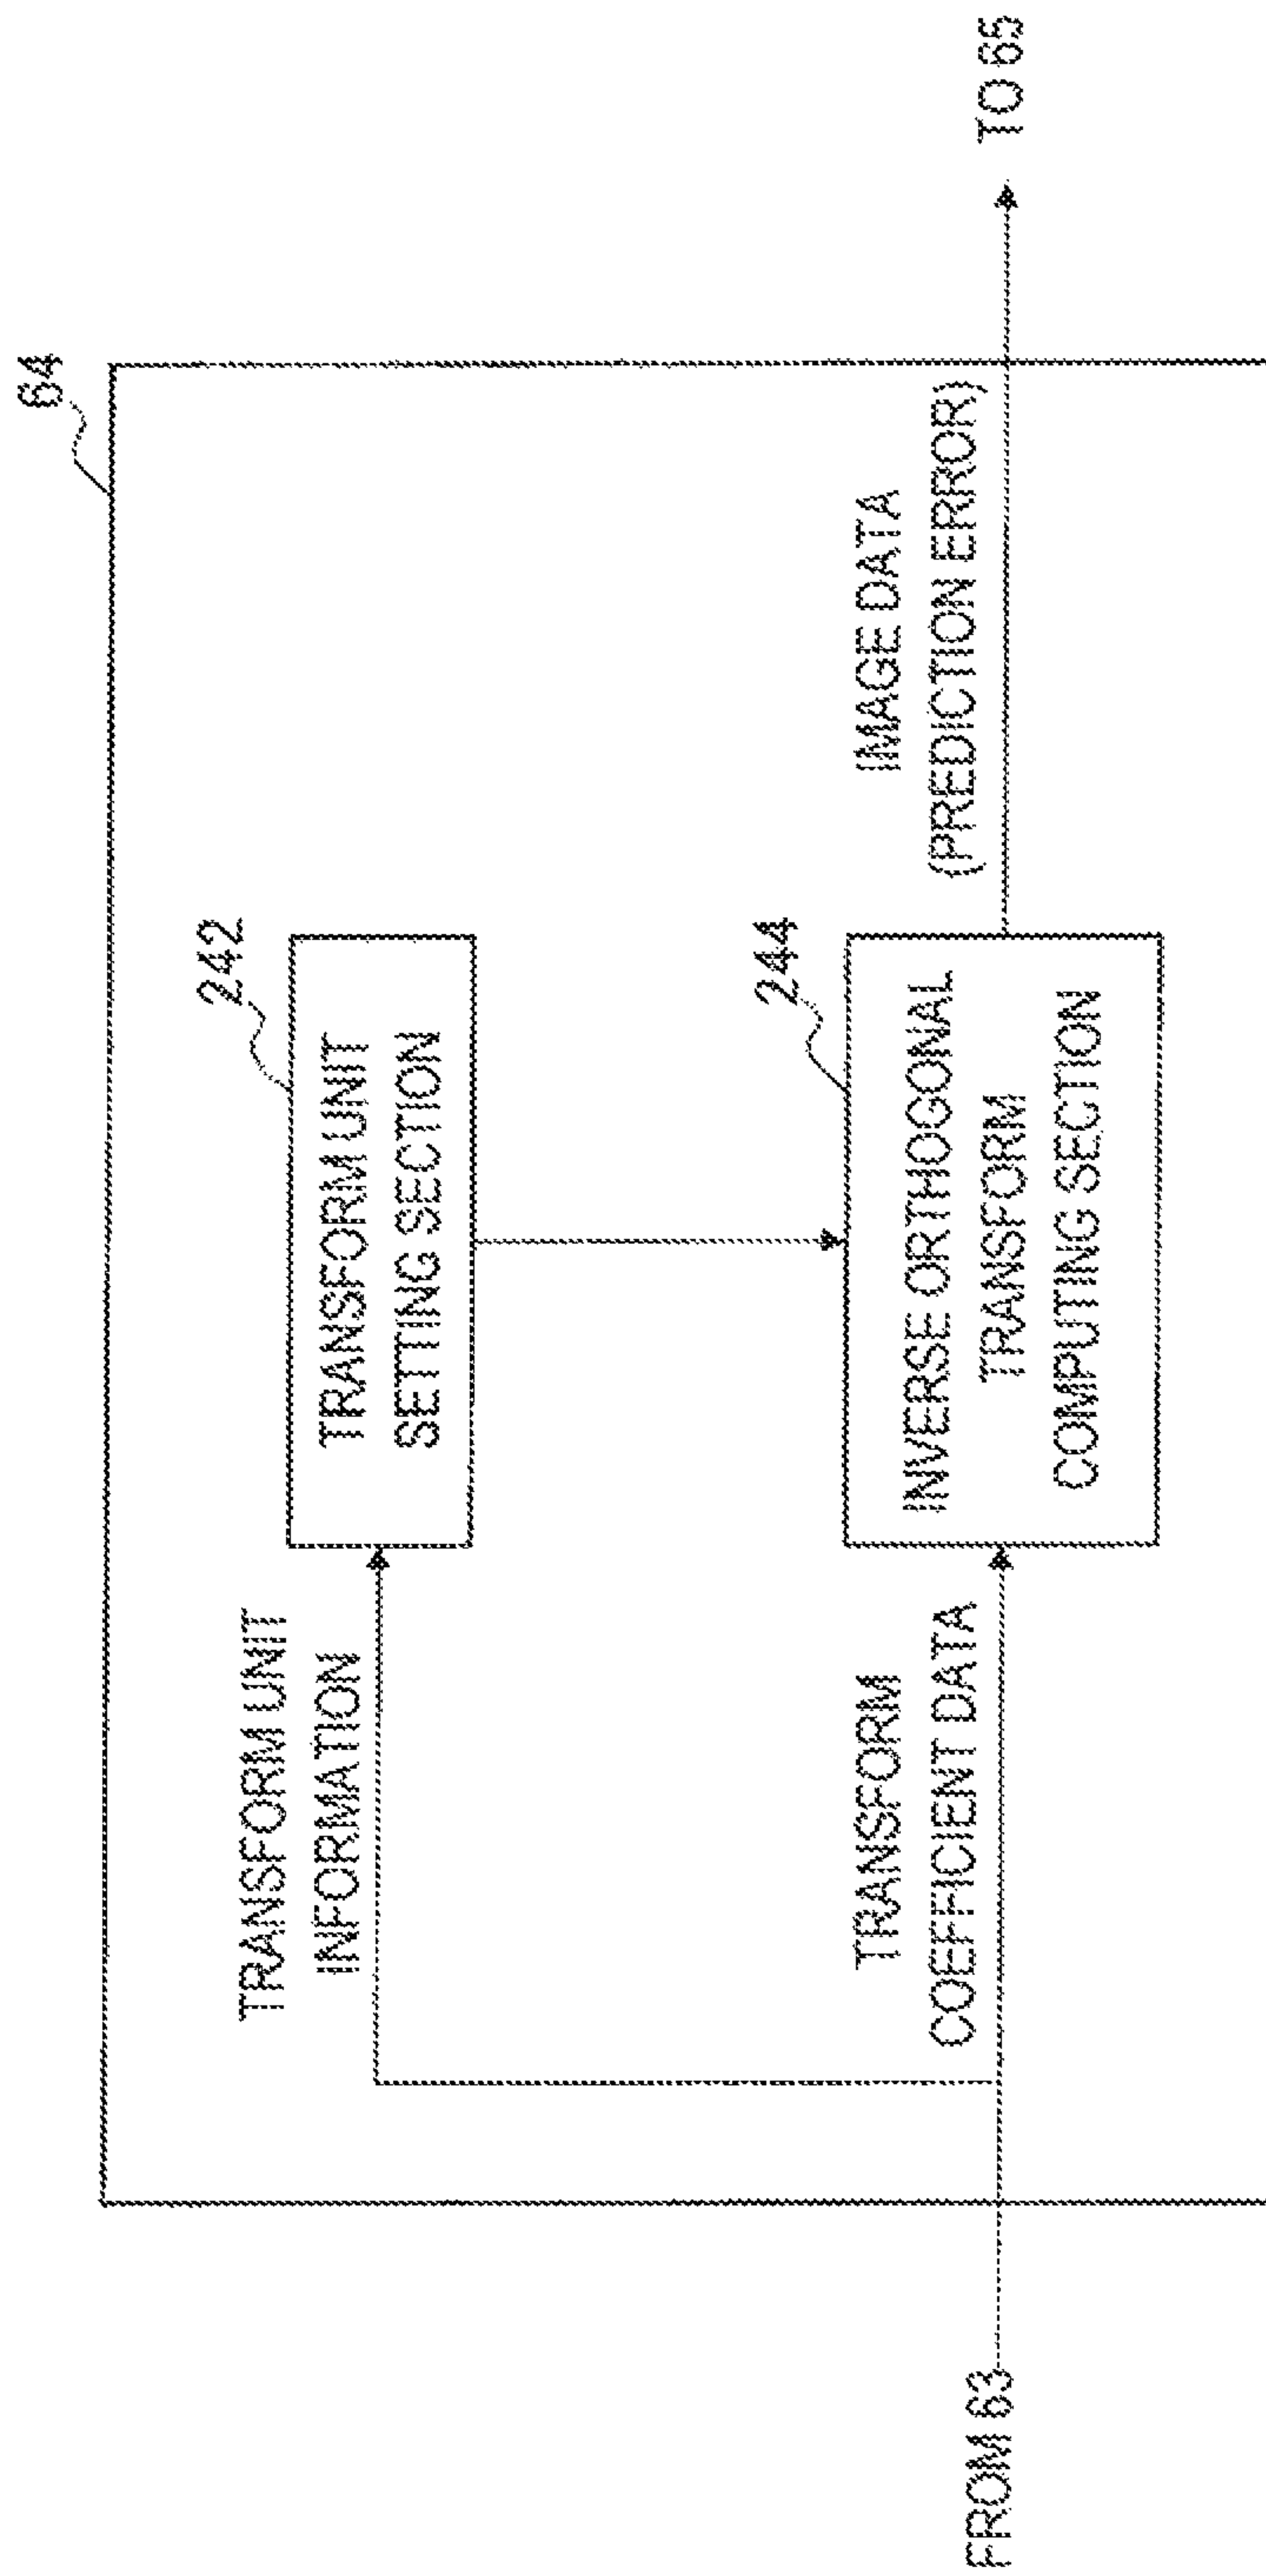 64
242
TRANSFORM UNIT
INFORMATION
TRANSFORM UNIT
SETTING SECTION
244
FROM 63
TRANSFORM
COEFFICIENT DATA
INVERSE ORTHOGONAL
TRANSFORM
COMPUTING SECTION
IMAGE DATA
(PREDICTION ERROR)
TO 65